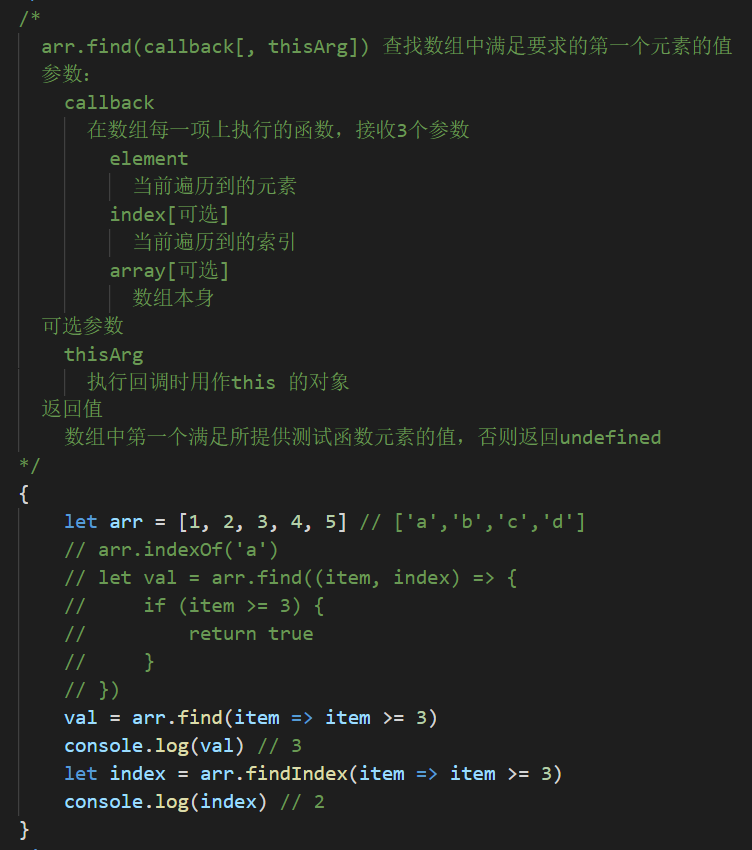 /*
arr.find(callback[, thisArg]) 查找数组中满足要求的第一个元素的值
参数:
callback
在数组每一项上执行的函数，接收3个参数
element
当前遍历到的元素
index[可选]
当前遍历到的索引
array[可选]
数组本身
可选参数
thisArg
执行回调时用作this 的对象
返回值
数组中第一个满足所提供测试函数元素的值，否则返回undefined
*/
{
let arr = [1, 2, 3, 4, 5] // ['a','b','c','d']
// arr.indexOf('a')
// let val = arr.find((item, index) => {
//     if (item >= 3) {
//         return true
//     }
// })
val = arr.find(item => item >= 3)
console.log(val) // 3
let index = arr.findIndex(item => item >= 3)
console.log(index) // 2
}